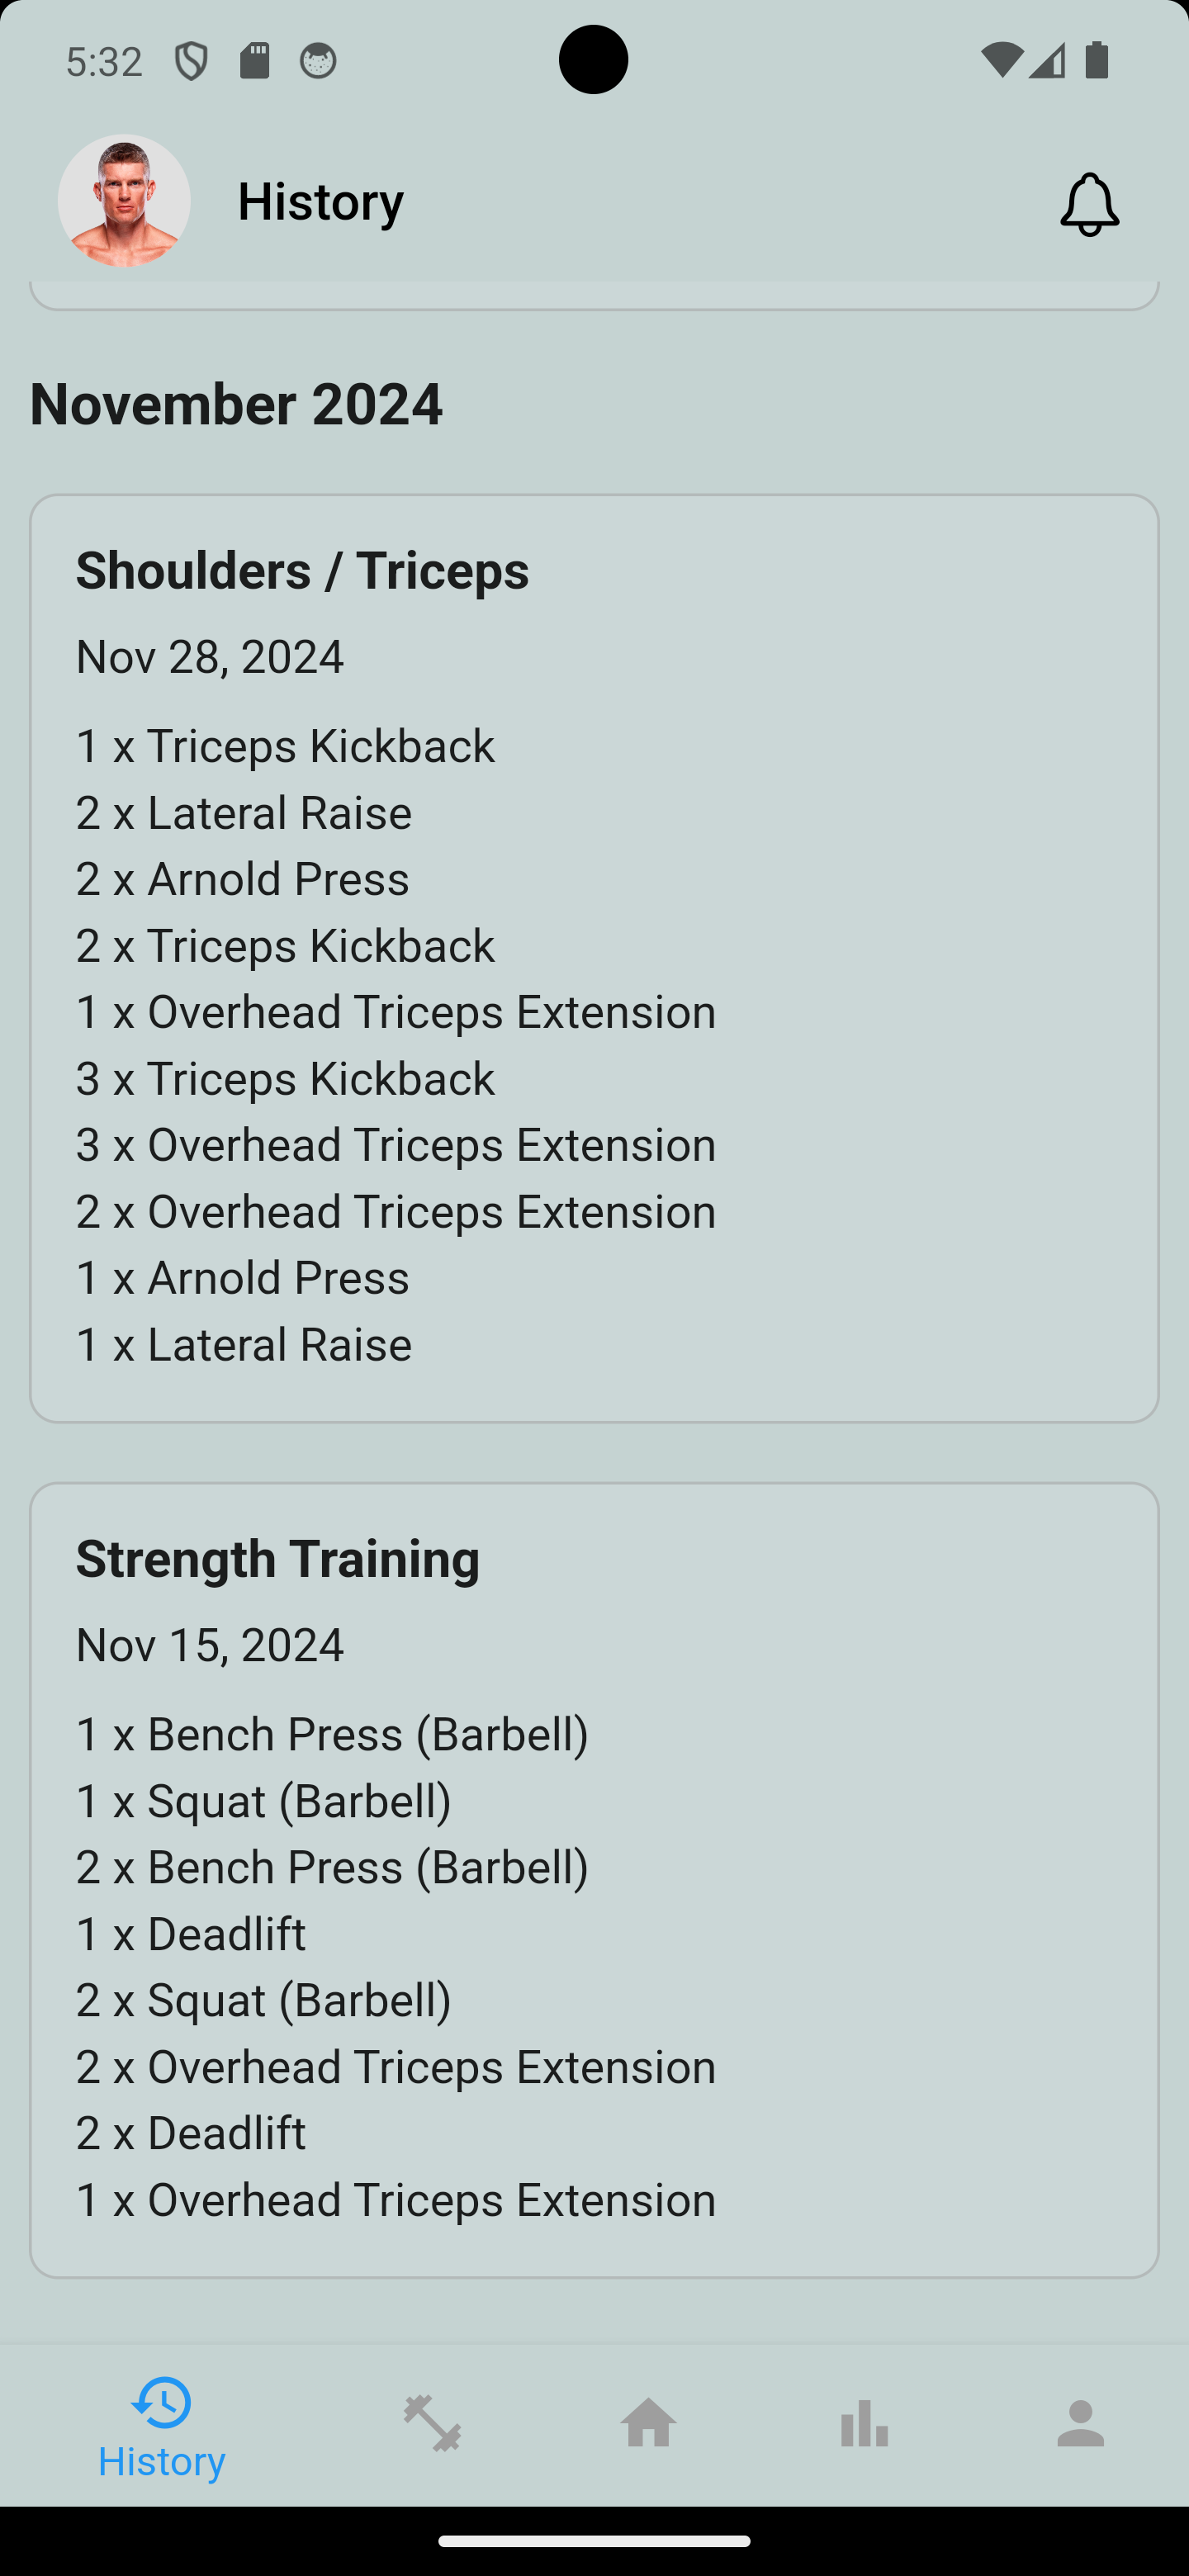 5:32
History
November 2024
Shoulders / Triceps
Nov 28, 2024
1 x Triceps Kickback
2 x Lateral Raise
2 x Arnold Press
2 x Triceps Kickback
1 x Overhead Triceps Extension
3 x Triceps Kickback
3 x Overhead Triceps Extension
2 x Overhead Triceps Extension
1 x Arnold Press
1 x Lateral Raise
Strength Training
Nov 15, 2024
1 x Bench Press (Barbell)
1 x Squat (Barbell)
2 x Bench Press (Barbell)
1 x Deadlift
2 x Squat (Barbell)
2 x Overhead Triceps Extension
2 x Deadlift
1 x Overhead Triceps Extension
History